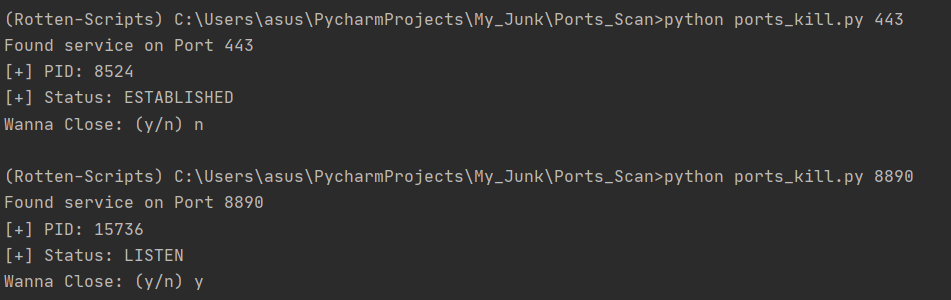 (Rotten-Scripts) C:\Users\asus\PycharmProjects\My_Junk\Ports_Scan>python ports_kill.py 443
Found service on Port 443
[+] PID: 8524
[+] Status: ESTABLISHED
Wanna Close: (y/n) n
(Rotten-Scripts) C:\Users\asus\PycharmProjects\My_Junk\Ports_Scan>python ports_kill.py 8890
Found service on Port 8890
[+] PID: 15736
[+] Status: LISTEN
Wanna Close: (y/n) y